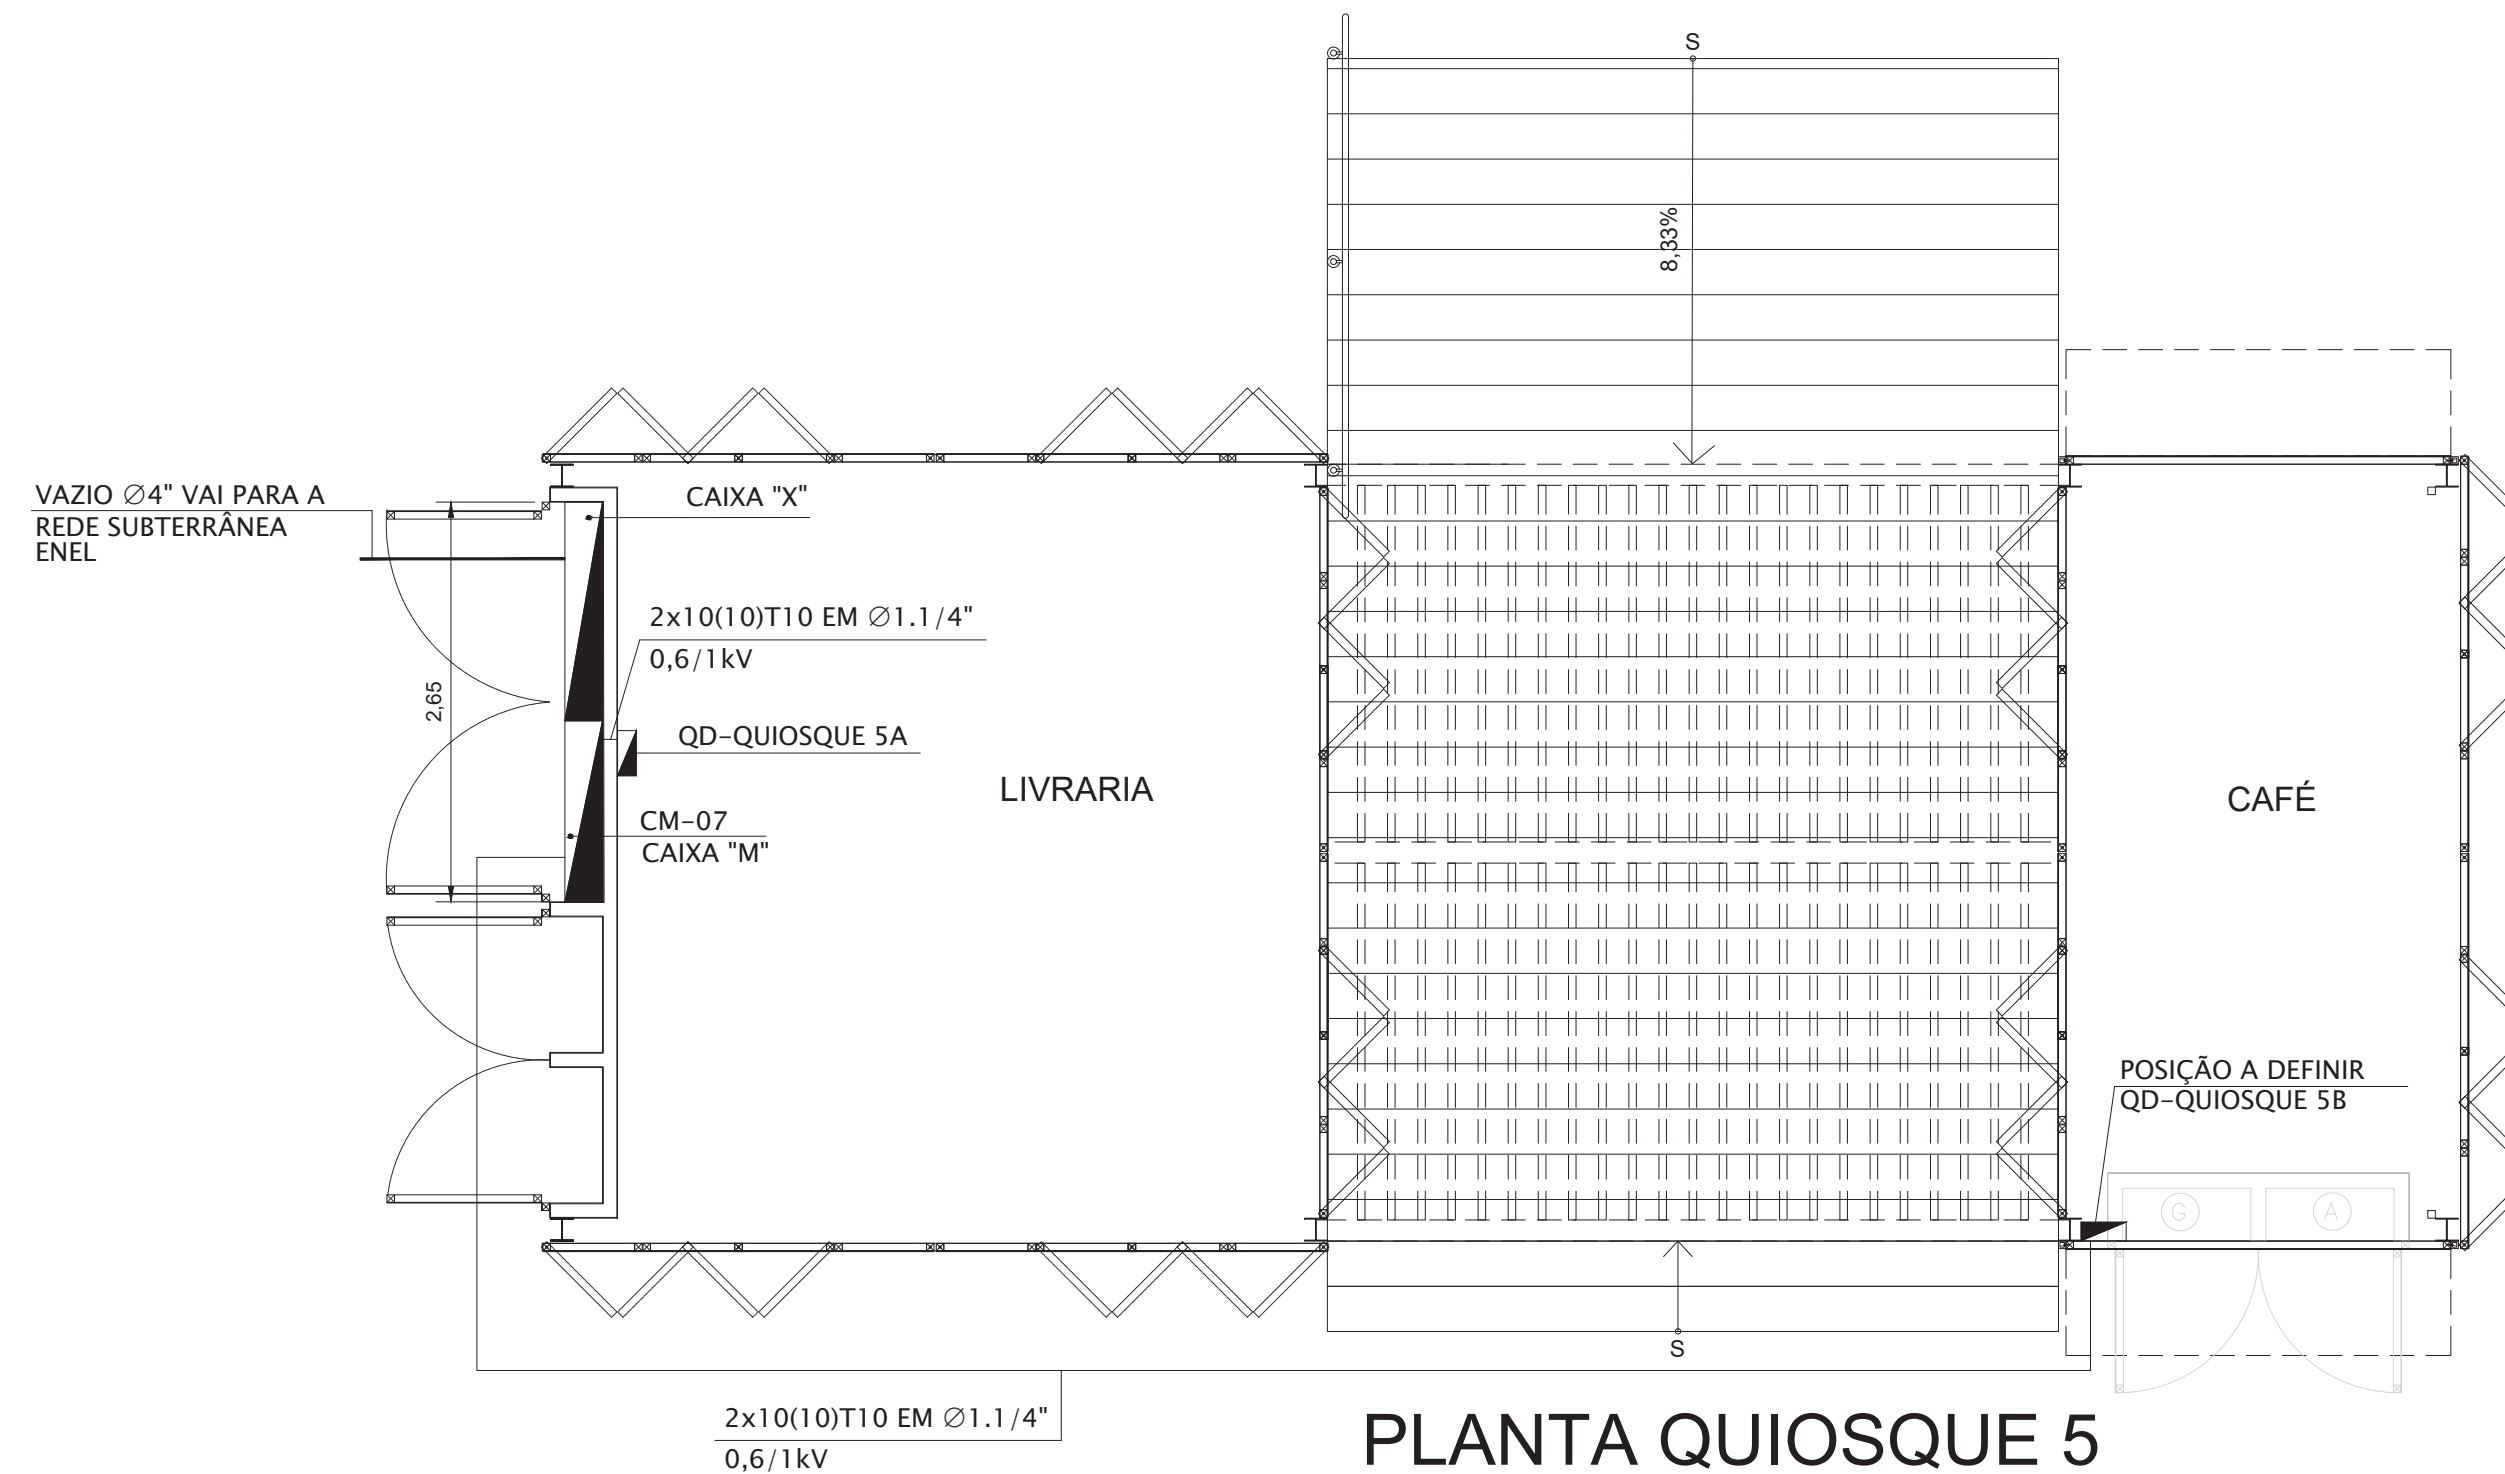 S
8,33%
VAZIO ∅4" VAI PARA A
REDE SUBTERRÂNEA
ENEL
CAIXA "X"
2x10(10)T10 EM ∅1.1/4"
0,6/1kV
2,65
QD-QUIOSQUE 5A
LIVRARIA
CAFÉ
CM-07
CAIXA "M"
POSIÇÃO A DEFINIR
QD-QUIOSQUE 5B
G
A
S
2x10(10)T10 EM ∅1.1/4"
0,6/1kV
PLANTA QUIOSQUE 5